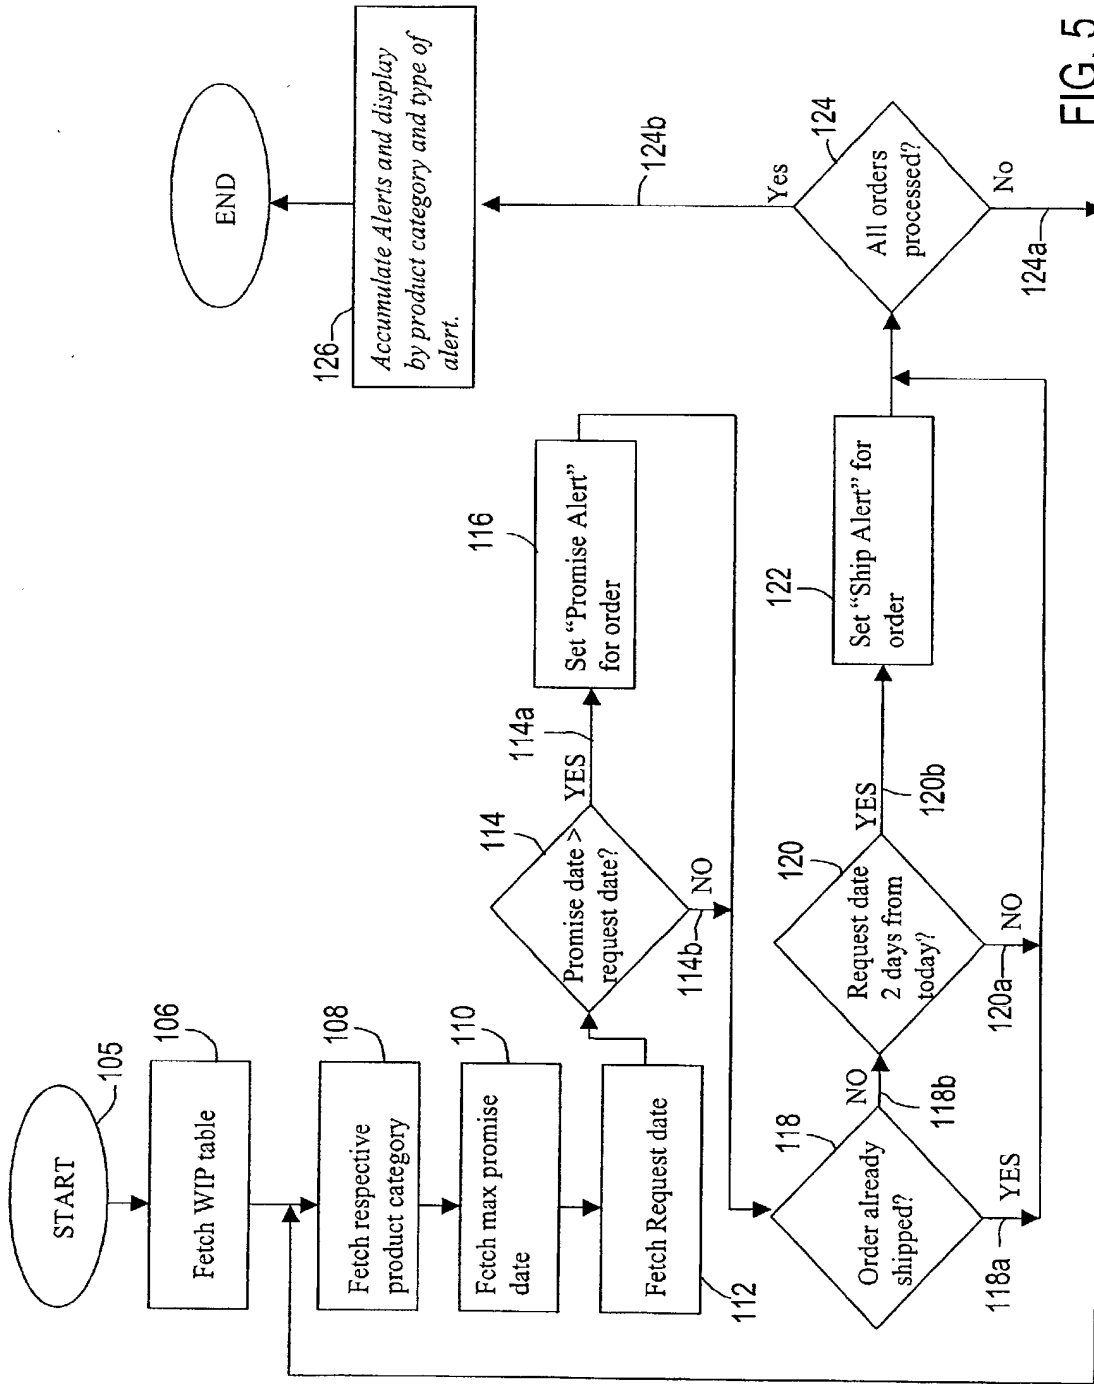 START
105
Fetch WIP table
106
Fetch respective
product category
108
Fctch max promise
date
110
Fetch Request date
112
Promise date >
request date?
114
YES
114a
NO
114b
Set “Promise Alert”
for order
116
Order already
shipped?
118
YES
118a
NO
118b
Request date
2 days from
today?
120
NO
120a
YES
120b
Set “Ship Alert” for
order
122
All orders
processed?
124
No
124a
Yes
124b
Accumulate Alerts and display
by product category and type of
alert.
126
END
FIG. 5